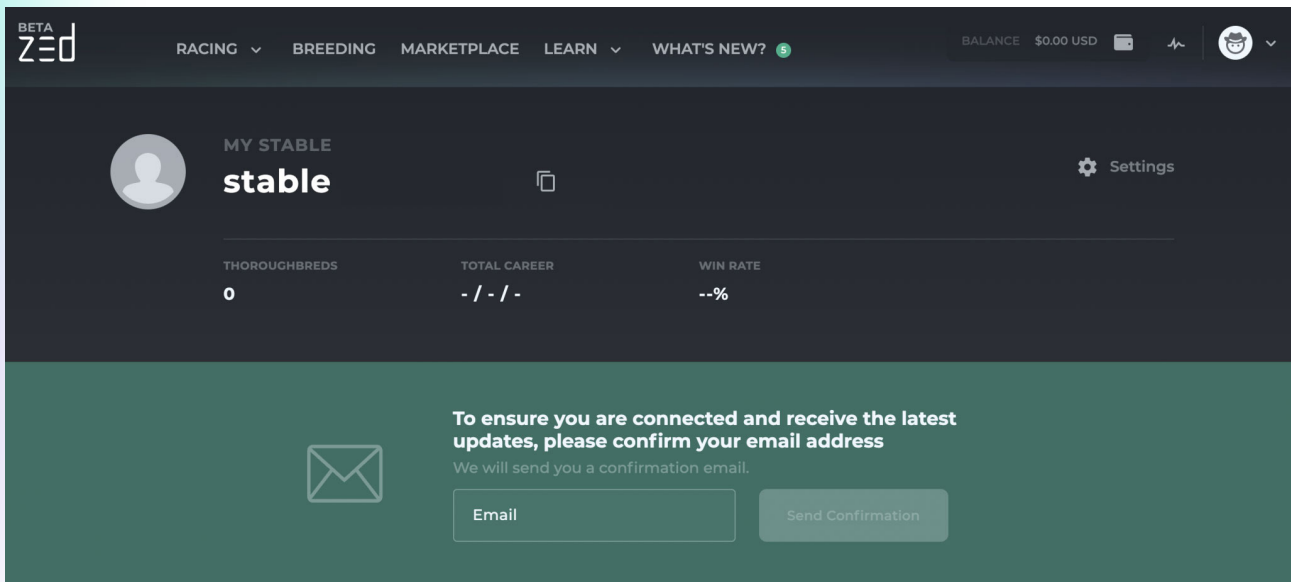 BETA
zed
RACING BREEDING MARKETPLACE LEARN WHAT'S NEW? 5
BALANCE $0.00 USD
MY STABLE
stable
Settings
THOROUGHBREDS TOTAL CAREER WIN RATE
0 - / - / - --%
To ensure you are connected and receive the latest
updates, please confirm your email address
We will send you a confirmation email.
Email Send Confirmation